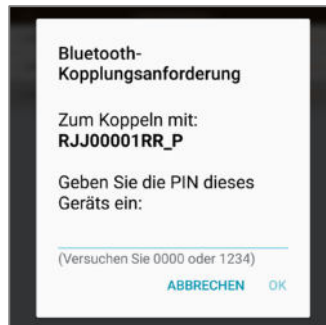 Bluetooth-
Kopplungsanforderung
Zum Koppeln mit:
RJJ00001RR_P
Geben Sie die PIN dieses
Geräts ein:
(Versuchen Sie 0000 oder 1234)
ABBRECHEN OK